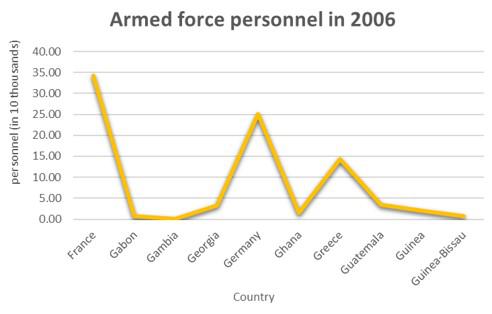 Armed force personnel in 2006
personnel (in 10 thousands)
40.00
35.00
30.00
25.00
20.00
15.00
10.00
5.00
0.00
France
Gabon
Gambia
Georgia
Germany
Ghana
Greece
Guatemala
Guinea
Guinea-Bissau
Country